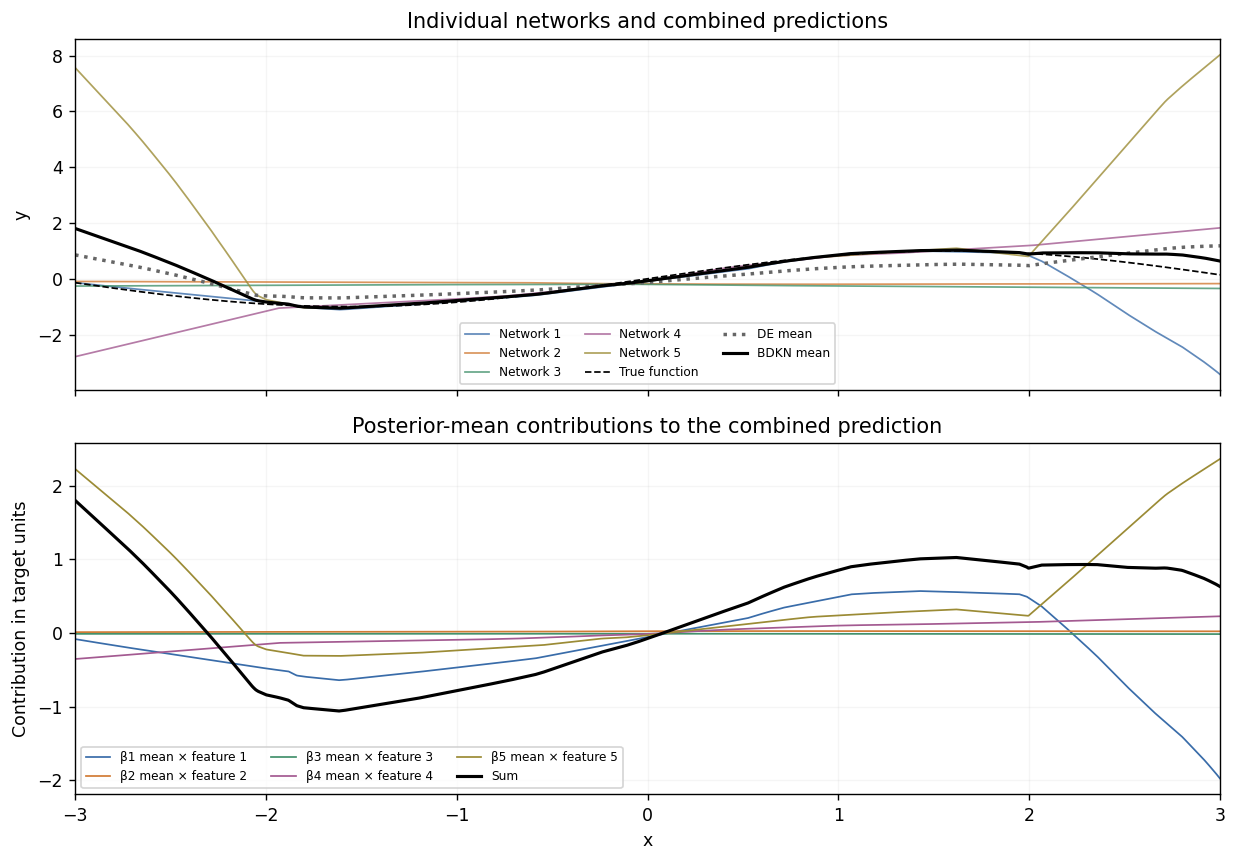 Individual networks and combined predictions
8
6
4
2
0
−2
y
Network 1
Network 2
Network 3
Network 4
Network 5
True function
DE mean
BDKN mean
Posterior-mean contributions to the combined prediction
2
1
0
−1
−2
Contribution in target units
β1 mean × feature 1
β2 mean × feature 2
β3 mean × feature 3
β4 mean × feature 4
β5 mean × feature 5
Sum
−3 −2 −1 0 1 2 3
x